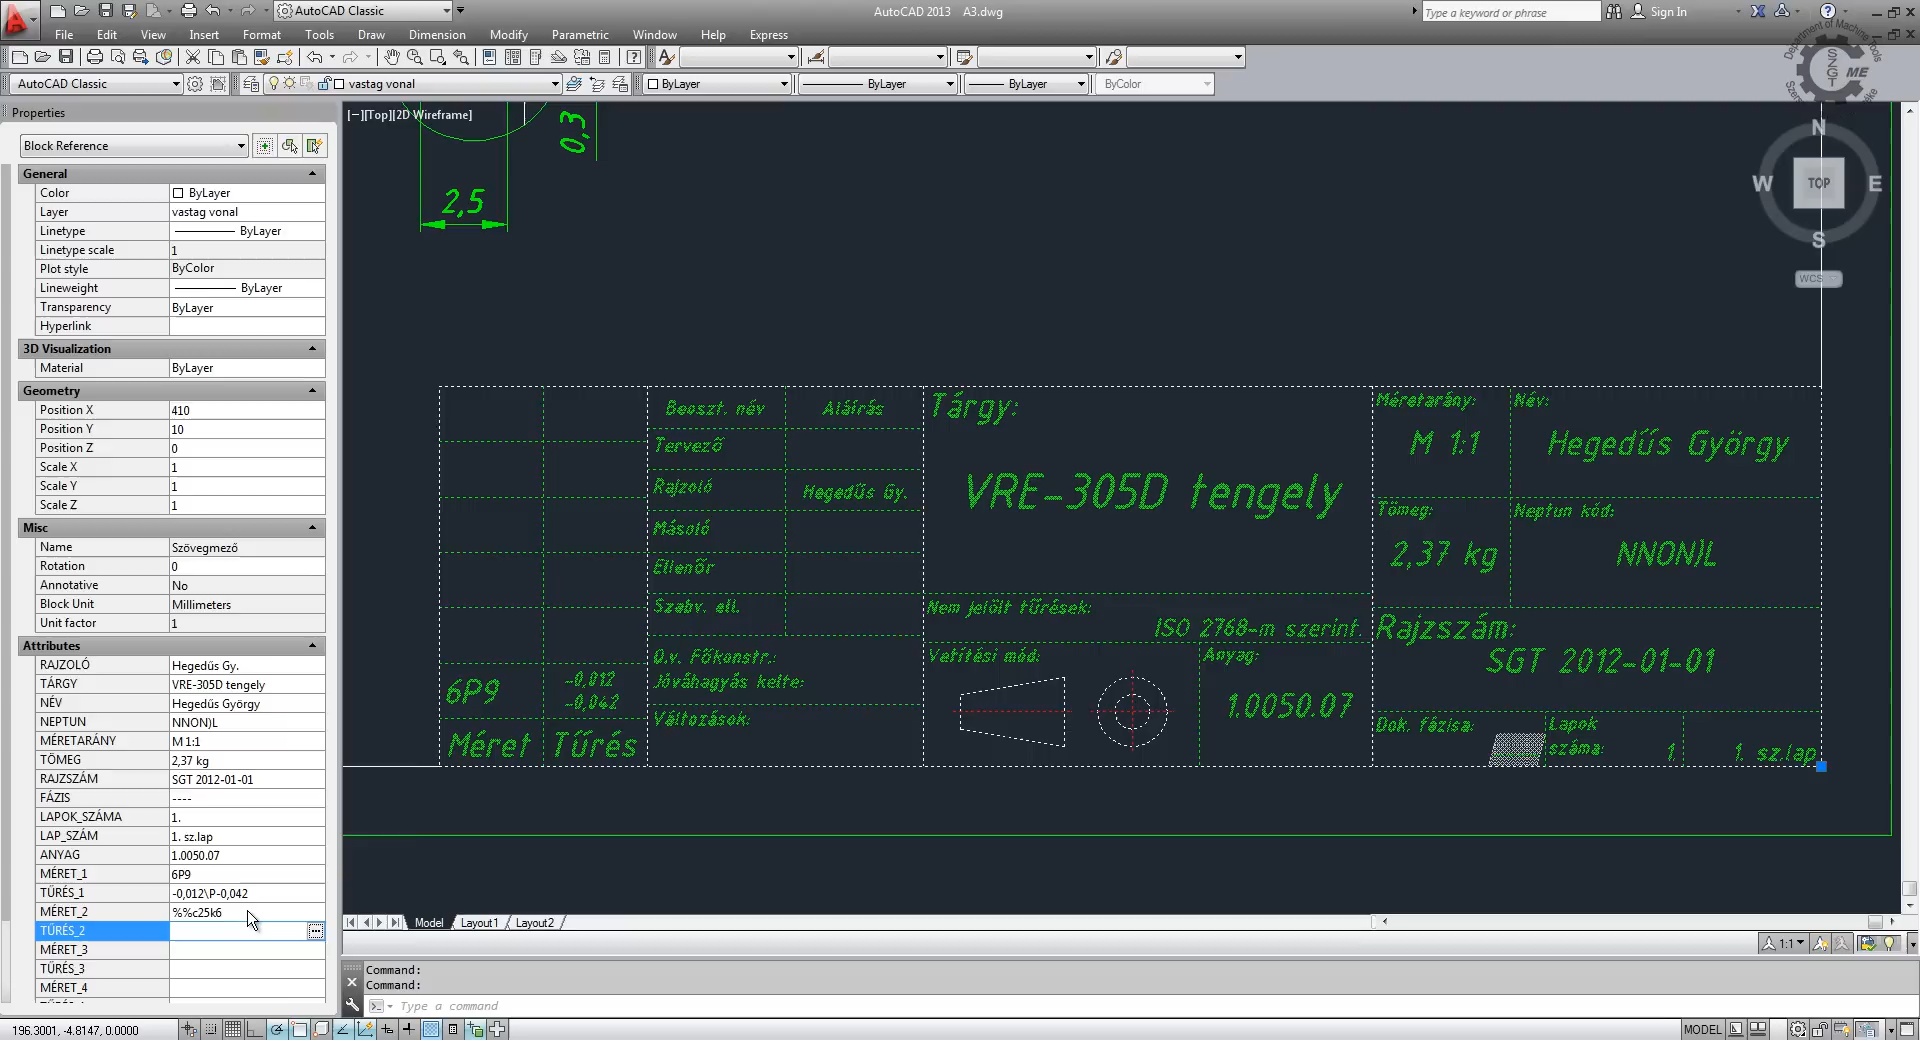 AutoCAD Classic
AutoCAD 2013 A3.dwg
Type a keyword or phrase
Sign In
File Edit View Insert Format Tools Draw Dimension Modify Parametric Window Help Express
AutoCAD Classic
vastag vonal
ByLayer
ByLayer
ByLayer
ByColor
Department of Machine Tools
SZGT
ME
Properties
Block Reference
General
Color ByLayer
Layer vastag vonal
Linetype ByLayer
Linetype scale 1
Plot style ByColor
Lineweight ByLayer
Transparency ByLayer
Hyperlink
3D Visualization
Material ByLayer
Geometry
Position X 410
Position Y 10
Position Z 0
Scale X 1
Scale Y 1
Scale Z 1
Misc
Name Szövegmező
Rotation 0
Annotative No
Block Unit Millimeters
Unit factor 1
Attributes
RAJZOLÓ Hegedűs Gy.
TÁRGY VRE-305D tengely
NÉV Hegedűs György
NEPTUN NNON)L
MÉRETARÁNY M 1:1
TÖMEG 2,37 kg
RAJZSZÁM SGT 2012-01-01
FÁZIS ----
LAPOK_SZÁMA 1.
LAP_SZÁM 1. sz.lap
ANYAG 1.0050.07
MÉRET_1 6P9
TŰRÉS_1 -0,012\P-0,042
MÉRET_2 %%c25k6
TŰRÉS_2
MÉRET_3
TŰRÉS_3
MÉRET_4
[−][Top][2D Wireframe]
0,3
2,5
N
W TOP E
S
WCS
Beoszt. név Aláírás
Tervező
Rajzoló Hegedűs Gy.
Másoló
Ellenőr
Szabv. ell.
O.v. Főkonstr.:
Jóváhagyás kelte:
Változások:
6P9
-0,012
-0,042
Méret Tűrés
Tárgy:
VRE-305D tengely
Nem jelölt tűrések:
ISO 2768-m szerint.
Vetítési mód:
Anyag:
1.0050.07
Méretarány:
M 1:1
Név:
Hegedűs György
Tömeg:
2,37 kg
Neptun kód:
NNON)L
Rajzszám:
SGT 2012-01-01
Dok. fázisa:
Lapok
száma:
1.
1. sz.lap
Model Layout1 Layout2
1:1
Command:
Command:
Type a command
196.3001, -4.8147, 0.0000
MODEL